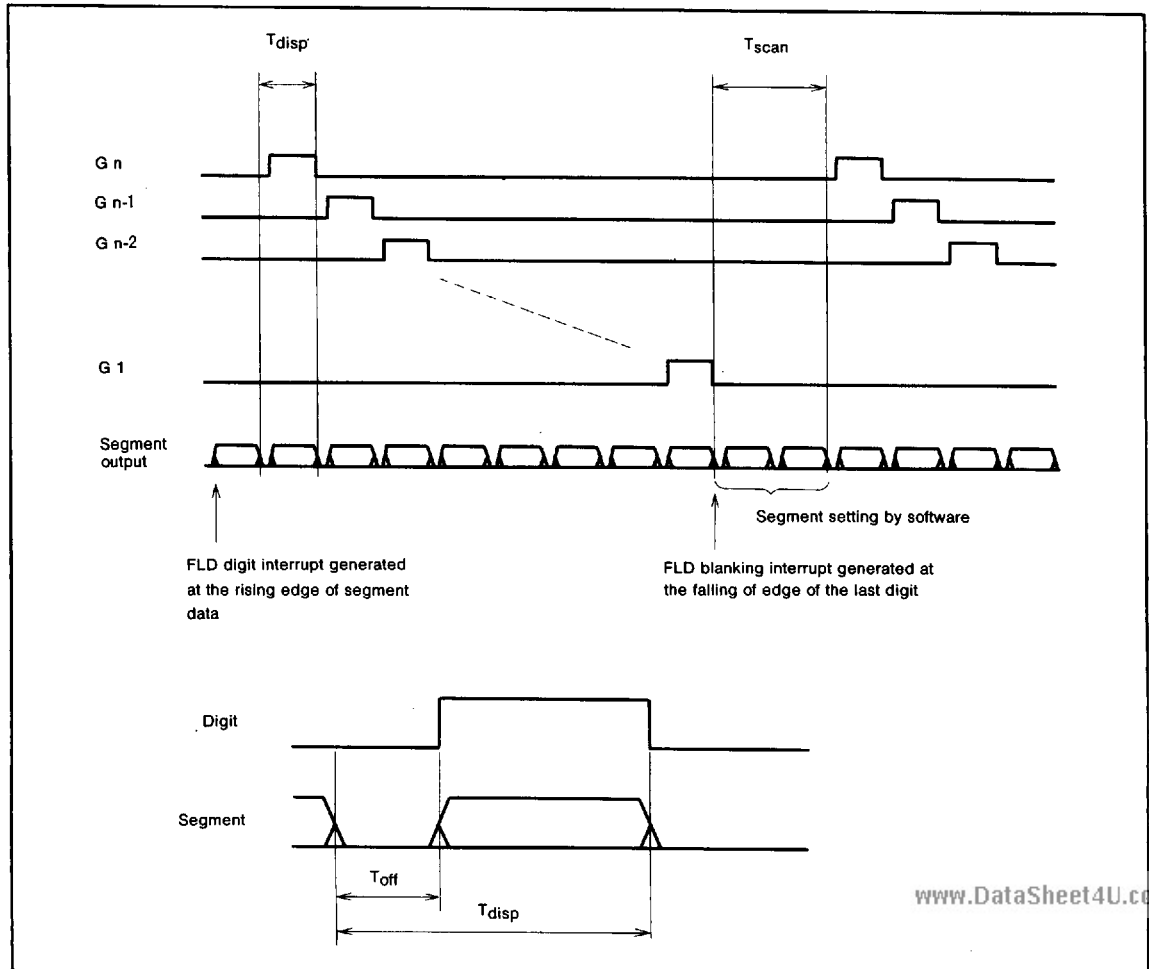 Tdisp
Tscan
G n
G n-1
G n-2
G 1
Segment
output
Segment setting by software
FLD digit interrupt generated
at the rising edge of segment
data
FLD blanking interrupt generated at
the falling of edge of the last digit
Digit
Segment
Toff
Tdisp
www.DataSheet4U.co